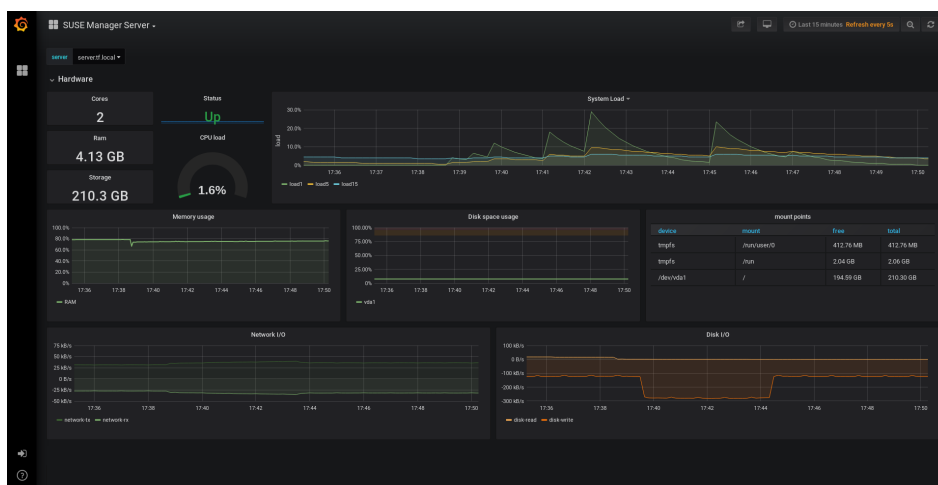 SUSE Manager Server
Last 15 minutes Refresh every 5s
server server.tf.local
Hardware
Cores
2
Ram
4.13 GB
Storage
210.3 GB
Status
Up
CPU load
1.6%
System Load
load
30.0%
20.0%
10.0%
0%
17:36 17:37 17:38 17:39 17:40 17:41 17:42 17:43 17:44 17:45 17:46 17:47 17:48 17:49 17:50
load1 load5 load15
Memory usage
100.0%
80.0%
60.0%
40.0%
20.0%
0%
17:36 17:38 17:40 17:42 17:44 17:46 17:48 17:50
RAM
Disk space usage
100.00%
75.00%
50.00%
25.00%
0%
17:36 17:38 17:40 17:42 17:44 17:46 17:48 17:50
vda1
mount points
device mount free total
tmpfs /run/user/0 412.76 MB 412.76 MB
tmpfs /run 2.04 GB 2.06 GB
/dev/vda1 / 194.59 GB 210.30 GB
Network I/O
75 kB/s
50 kB/s
25 kB/s
0 B/s
-25 kB/s
-50 kB/s
17:36 17:38 17:40 17:42 17:44 17:46 17:48 17:50
network-tx network-rx
Disk I/O
100 kB/s
0 B/s
-100 kB/s
-200 kB/s
-300 kB/s
17:36 17:38 17:40 17:42 17:44 17:46 17:48 17:50
disk-read disk-write